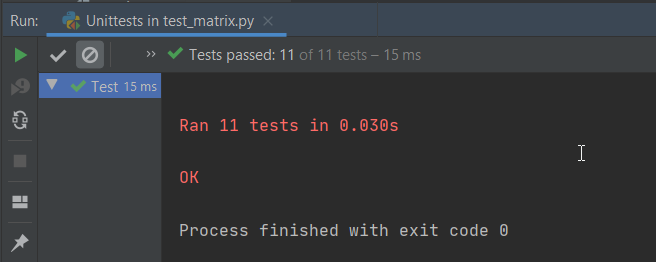 Run: Unittests in test_matrix.py ×
» Tests passed: 11 of 11 tests – 15 ms
Test 15 ms
Ran 11 tests in 0.030s
OK
Process finished with exit code 0